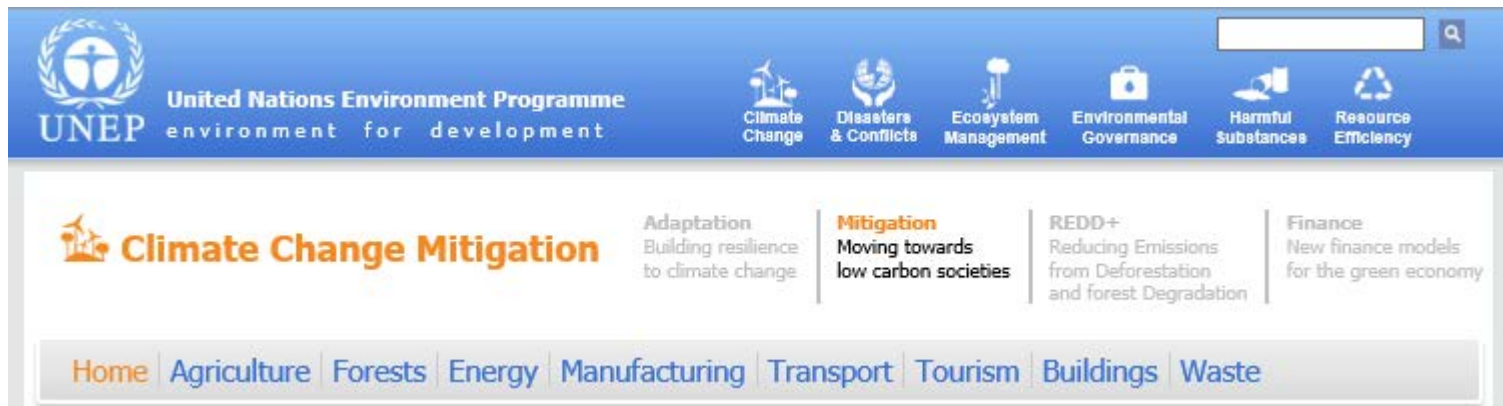 UNEP
United Nations Environment Programme
environment for development
Climate
Change
Disasters
& Conflicts
Ecosystem
Management
Environmental
Governance
Harmful
Substances
Resource
Efficiency
Climate Change Mitigation
Adaptation
Building resilience
to climate change
Mitigation
Moving towards
low carbon societies
REDD+
Reducing Emissions
from Deforestation
and forest Degradation
Finance
New finance models
for the green economy
Home Agriculture Forests Energy Manufacturing Transport Tourism Buildings Waste